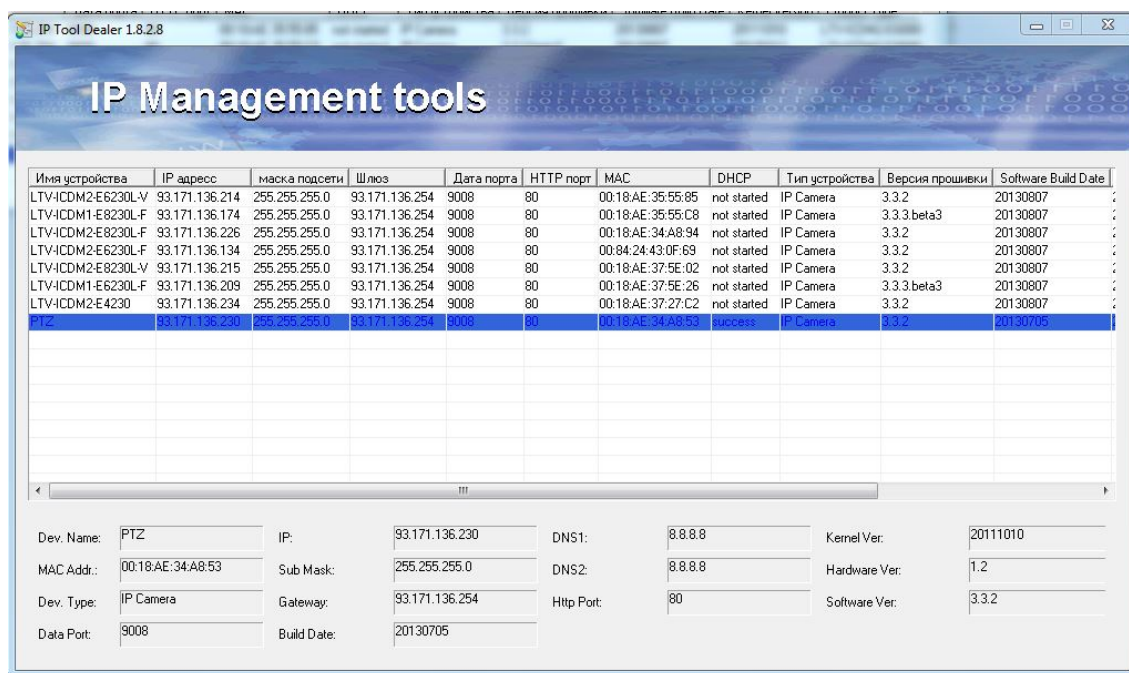 IP Tool Dealer 1.8.2.8
IP Management tools
Имя устройства IP адресс маска подсети Шлюз Дата порта HTTP порт MAC DHCP Тип устройства Версия прошивки Software Build Date
LTV-ICDM2-E6230L-V 93.171.136.214 255.255.255.0 93.171.136.254 9008 80 00:18:AE:35:55:85 not started IP Camera 3.3.2 20130807
LTV-ICDM1-E8230L-F 93.171.136.174 255.255.255.0 93.171.136.254 9008 80 00:18:AE:35:55:C8 not started IP Camera 3.3.3.beta3 20130807
LTV-ICDM2-E8230L-F 93.171.136.226 255.255.255.0 93.171.136.254 9008 80 00:18:AE:34:A8:94 not started IP Camera 3.3.2 20130807
LTV-ICDM2-E6230L-F 93.171.136.134 255.255.255.0 93.171.136.254 9008 80 00:84:24:43:0F:69 not started IP Camera 3.3.2 20130807
LTV-ICDM2-E8230L-V 93.171.136.215 255.255.255.0 93.171.136.254 9008 80 00:18:AE:37:5E:02 not started IP Camera 3.3.2 20130807
LTV-ICDM1-E6230L-F 93.171.136.209 255.255.255.0 93.171.136.254 9008 80 00:18:AE:37:5E:26 not started IP Camera 3.3.3.beta3 20130807
LTV-ICDM2-E4230 93.171.136.234 255.255.255.0 93.171.136.254 9008 80 00:18:AE:37:27:C2 not started IP Camera 3.3.2 20130807
PTZ 93.171.136.230 255.255.255.0 93.171.136.254 9008 80 00:18:AE:34:A8:53 success IP Camera 3.3.2 20130705
Dev. Name: PTZ IP: 93.171.136.230 DNS1: 8.8.8.8 Kernel Ver: 20111010
MAC Addr.: 00:18:AE:34:A8:53 Sub Mask: 255.255.255.0 DNS2: 8.8.8.8 Hardware Ver: 1.2
Dev. Type: IP Camera Gateway: 93.171.136.254 Http Port: 80 Software Ver: 3.3.2
Data Port: 9008 Build Date: 20130705